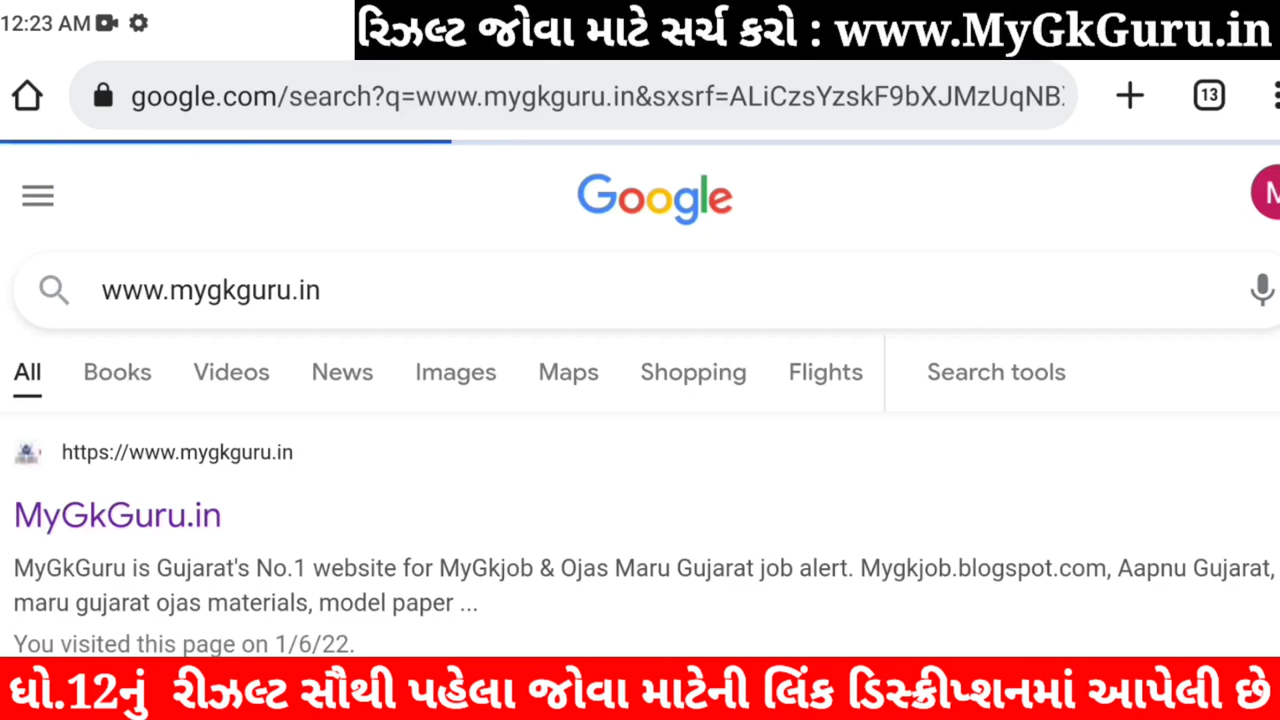 12:23 AM
રિઝલ્ટ જોવા માટે સર્ચ કરો : www.MyGkGuru.in
google.com/search?q=www.mygkguru.in&sxsrf=ALiCzsYzskF9bXJMzUqNB
13
Google
M
www.mygkguru.in
All Books Videos News Images Maps Shopping Flights Search tools
https://www.mygkguru.in
MyGkGuru.in
MyGkGuru is Gujarat's No.1 website for MyGkjob & Ojas Maru Gujarat job alert. Mygkjob.blogspot.com, Aapnu Gujarat,
maru gujarat ojas materials, model paper ...
You visited this page on 1/6/22.
ધો.12નું રીઝલ્ટ સૌથી પહેલા જોવા માટેની લિંક ડિસ્ક્રીપ્શનમાં આપેલી છે